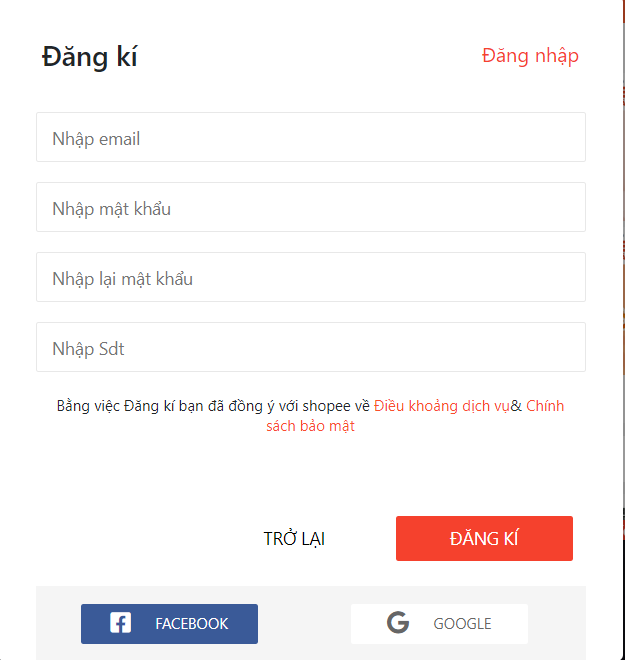 Đăng kí
Đăng nhập
Nhập email
Nhập mật khẩu
Nhập lại mật khẩu
Nhập Sdt
Bằng việc Đăng kí bạn đã đồng ý với shopee về Điều khoảng dịch vụ& Chính
sách bảo mật
TRỞ LẠI
ĐĂNG KÍ
FACEBOOK
GOOGLE